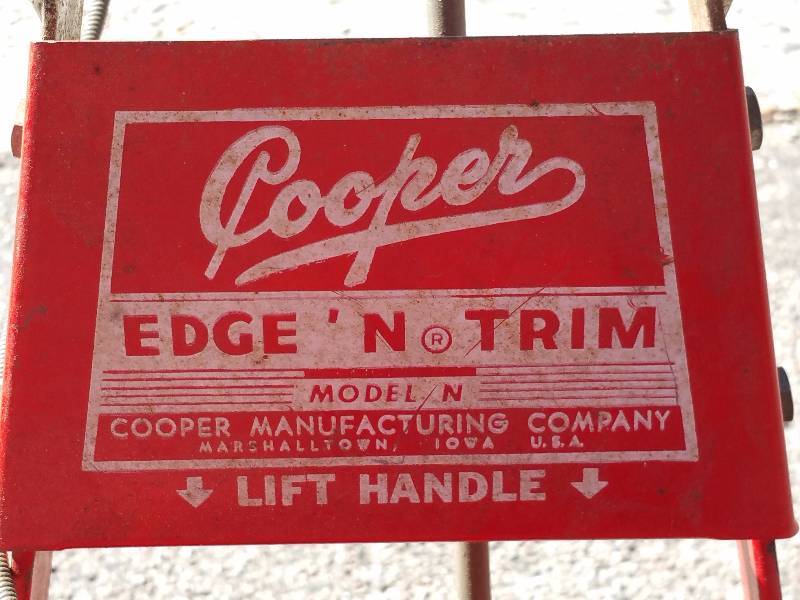 Cooper
EDGE 'N ® TRIM
MODEL N
COOPER MANUFACTURING COMPANY
MARSHALLTOWN, IOWA U.S.A.
↓ LIFT HANDLE ↓